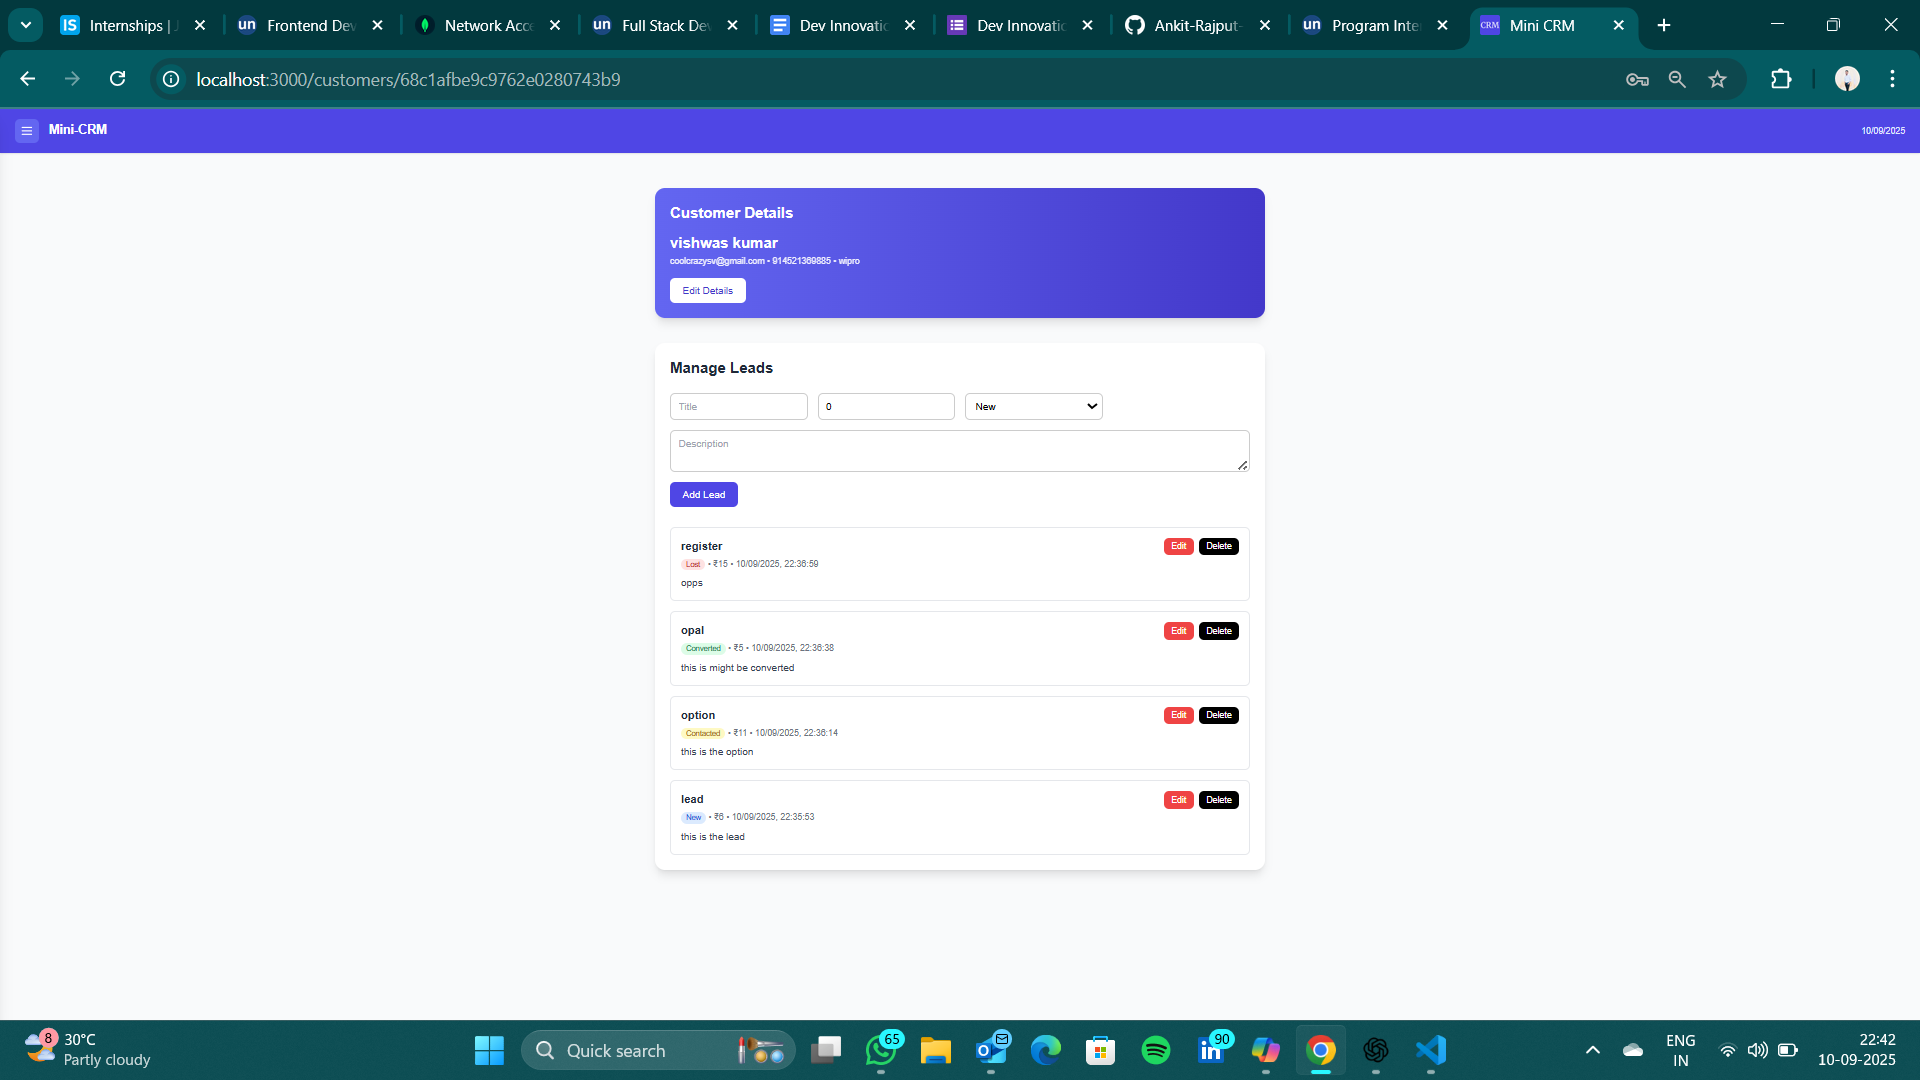 Internships | J
Frontend Dev
Network Acce
Full Stack Dev
Dev Innovatio
Dev Innovatio
Ankit-Rajput-
Program Inte
CRM Mini CRM
localhost:3000/customers/68c1afbe9c9762e0280743b9
Mini-CRM
10/09/2025
Customer Details
vishwas kumar
coolcrazysv@gmail.com • 914521369885 • wipro
Edit Details
Manage Leads
Title
0
New
Description
Add Lead
register
Edit
Delete
Lost • ₹15 • 10/09/2025, 22:36:59
opps
opal
Edit
Delete
Converted • ₹5 • 10/09/2025, 22:36:38
this is might be converted
option
Edit
Delete
Contacted • ₹11 • 10/09/2025, 22:36:14
this is the option
lead
Edit
Delete
New • ₹6 • 10/09/2025, 22:35:53
this is the lead
8
30°C
Partly cloudy
Quick search
65
90
ENG
IN
22:42
10-09-2025